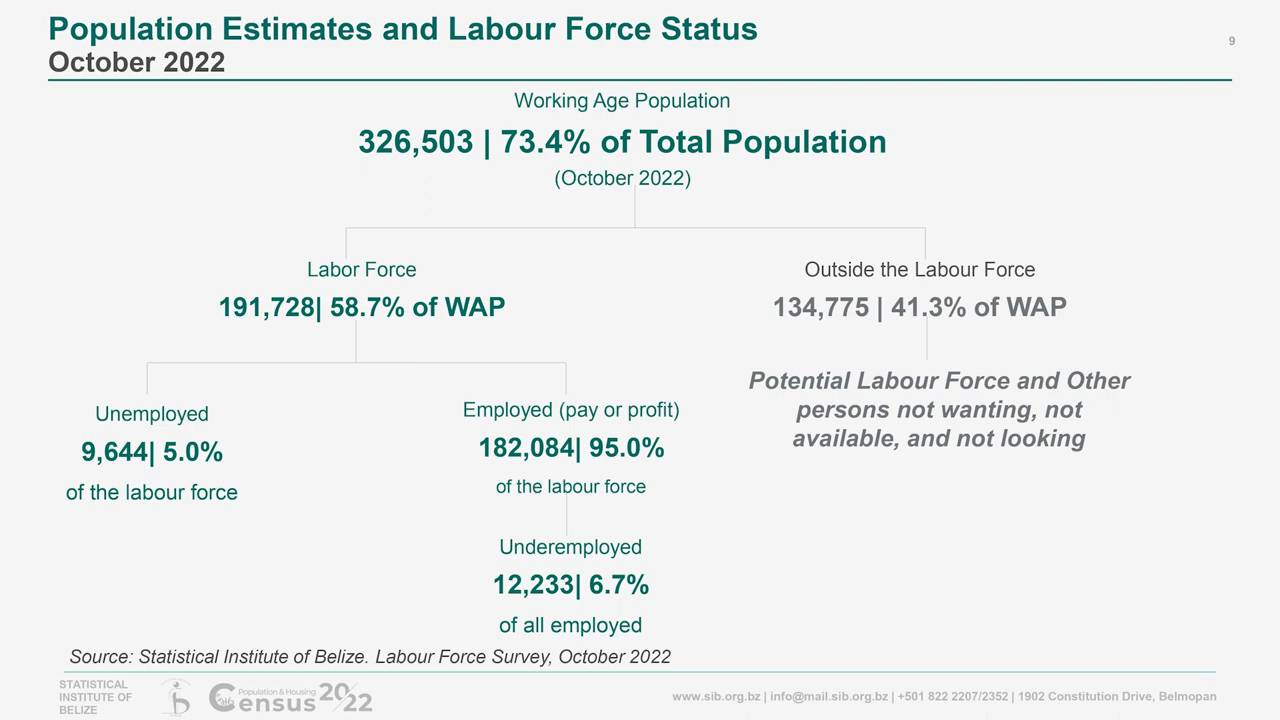 Population Estimates and Labour Force Status
October 2022
9
Working Age Population
326,503 | 73.4% of Total Population
(October 2022)
Labor Force
191,728| 58.7% of WAP
Outside the Labour Force
134,775 | 41.3% of WAP
Potential Labour Force and Other
persons not wanting, not
available, and not looking
Unemployed
9,644| 5.0%
of the labour force
Employed (pay or profit)
182,084| 95.0%
of the labour force
Underemployed
12,233| 6.7%
of all employed
Source: Statistical Institute of Belize. Labour Force Survey, October 2022
STATISTICAL
INSTITUTE OF
BELIZE
Population & Housing
Census 2022
www.sib.org.bz | info@mail.sib.org.bz | +501 822 2207/2352 | 1902 Constitution Drive, Belmopan